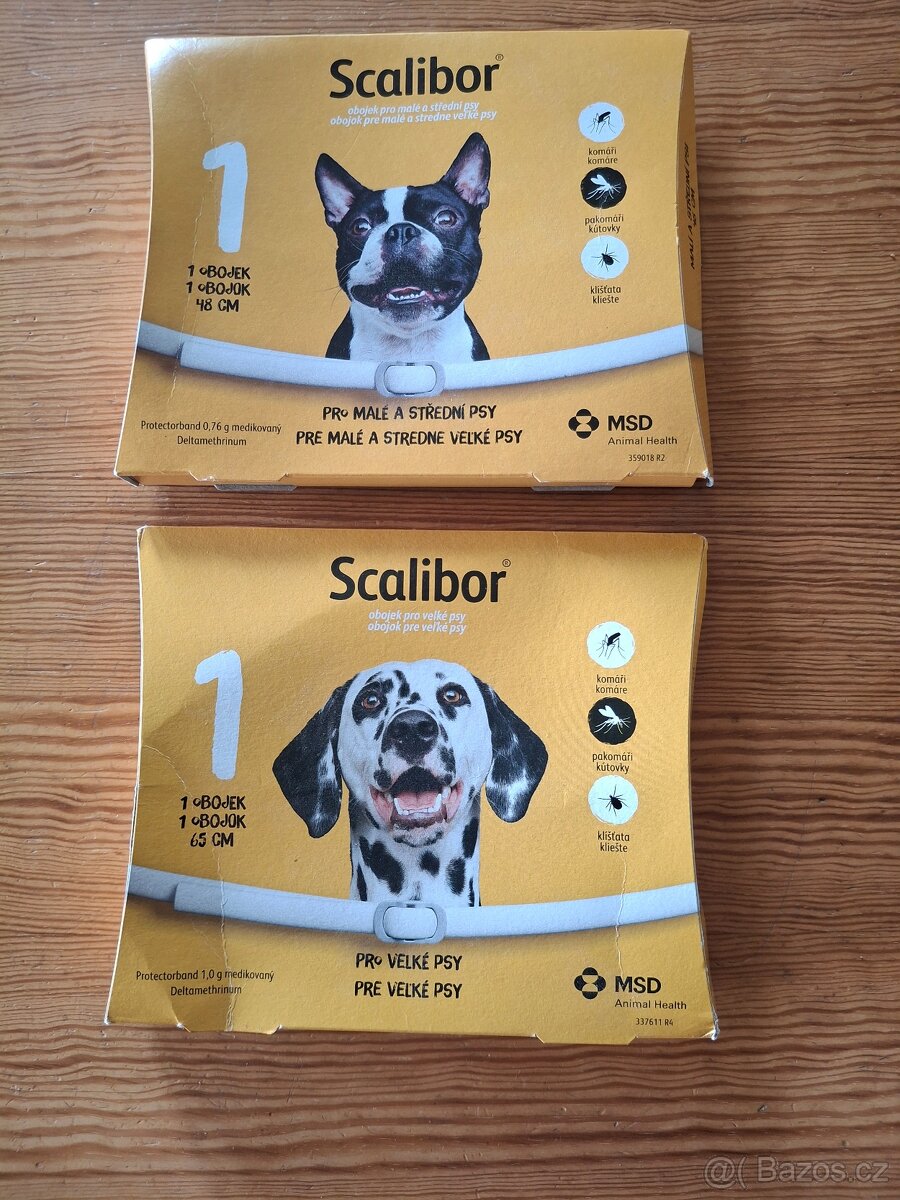 Scalibor®
obojek pro malé a střední psy
obojok pre malé a stredne veľké psy
1
1 OBOJEK
1 OBOJOK
48 CM
komáři
komáre
pakomáři
kútovky
klíšťata
kliešte
Protectorband 0,76 g medikovaný
Deltamethrinum
PRO MALÉ A STŘEDNÍ PSY
PRE MALÉ A STREDNE VEĽKÉ PSY
MSD
Animal Health
359018 R2
Scalibor®
obojek pro velké psy
obojok pre veľké psy
1
1 OBOJEK
1 OBOJOK
65 CM
komáři
komáre
pakomáři
kútovky
klíšťata
kliešte
Protectorband 1,0 g medikovaný
Deltamethrinum
PRO VELKÉ PSY
PRE VEĽKÉ PSY
MSD
Animal Health
337611 R4
@( Bazos.cz